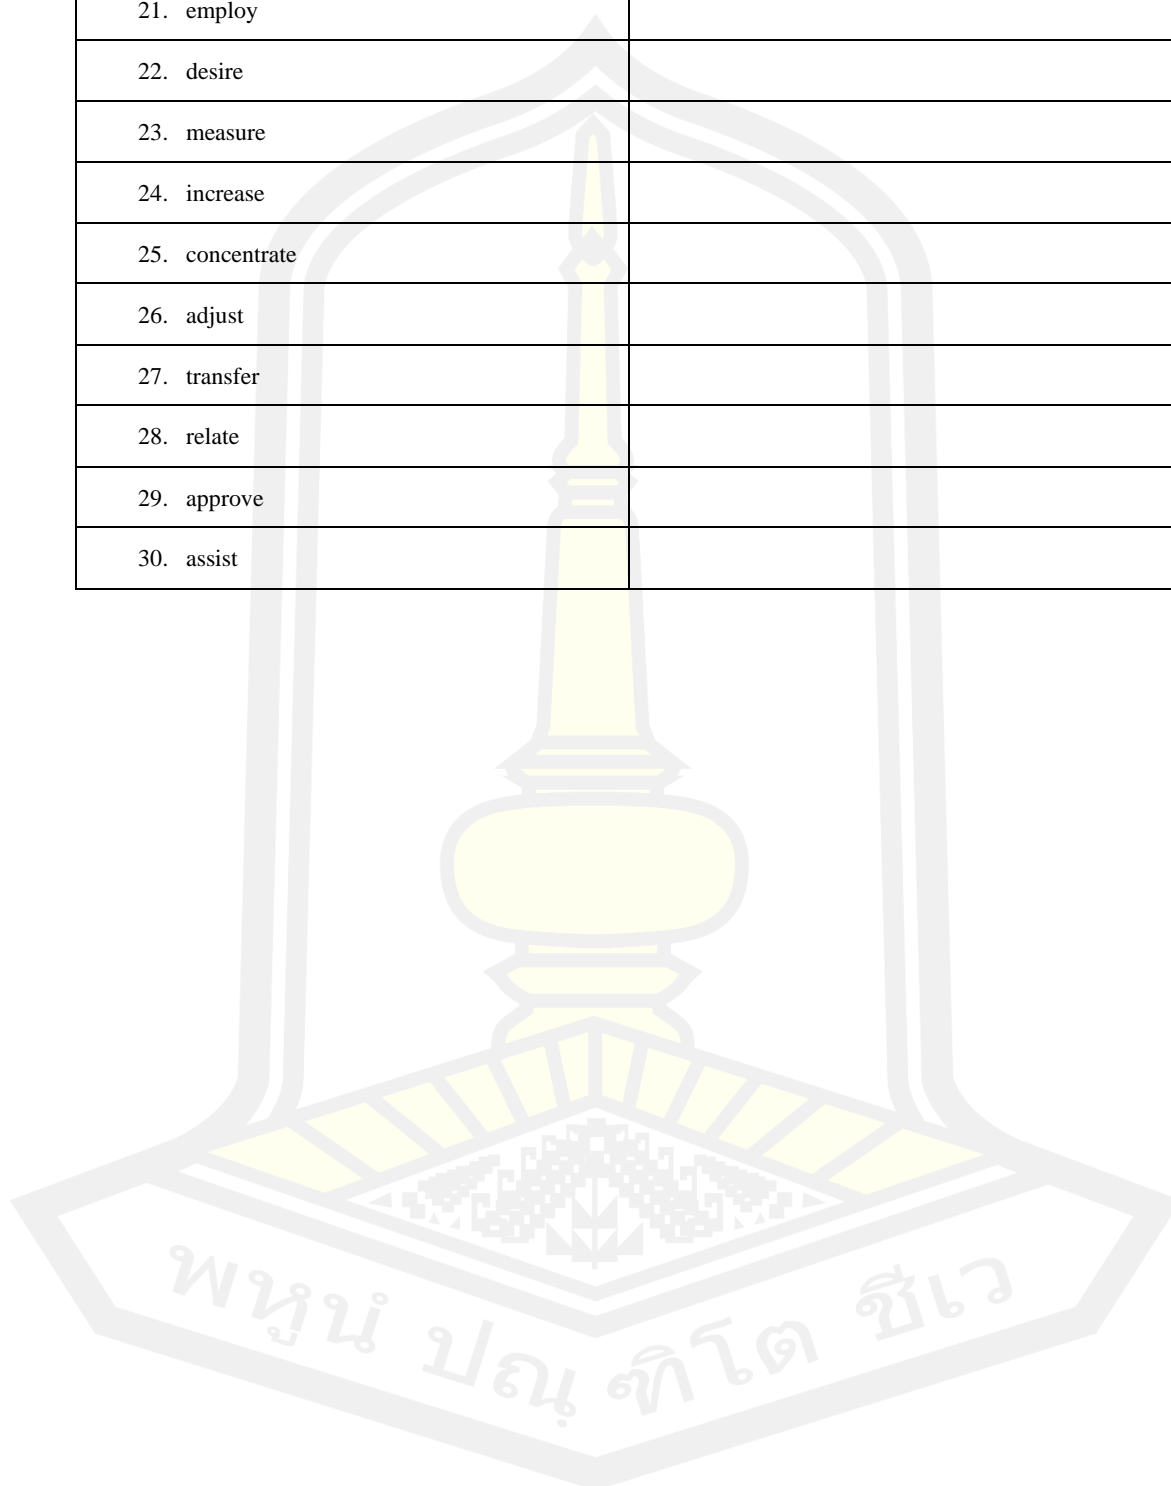 21. employ
22. desire
23. measure
24. increase
25. concentrate
26. adjust
27. transfer
28. relate
29. approve
30. assist
พหูนํ ปณฺฑิโต ชีเว